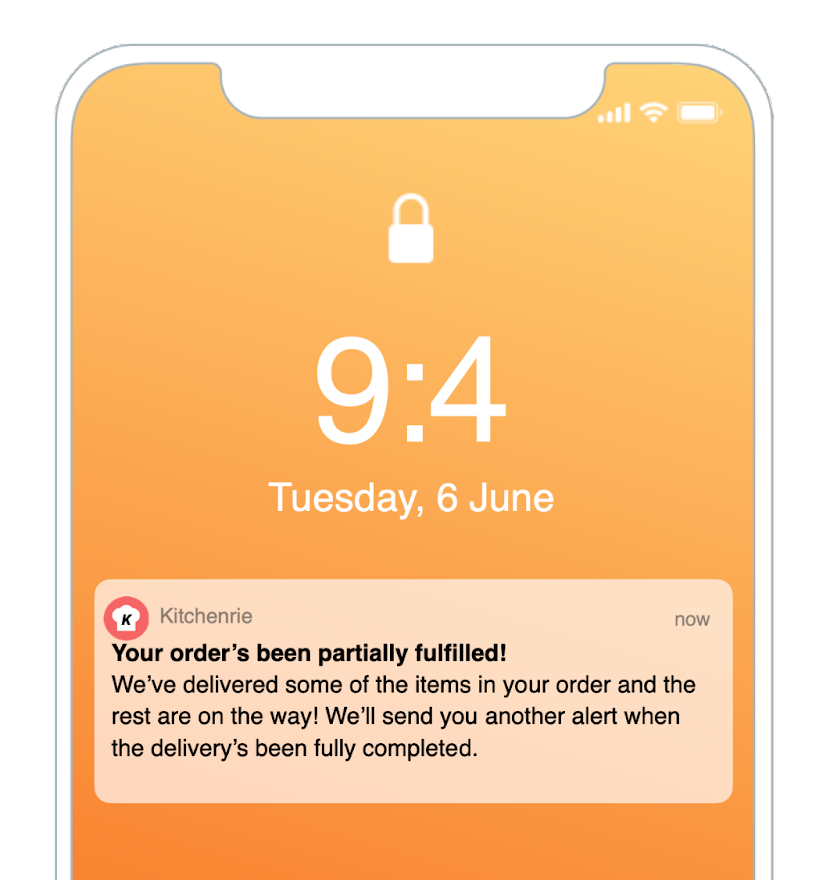 9:4
Tuesday, 6 June
K
Kitchenrie
now
Your order’s been partially fulfilled!
We’ve delivered some of the items in your order and the
rest are on the way! We’ll send you another alert when
the delivery’s been fully completed.